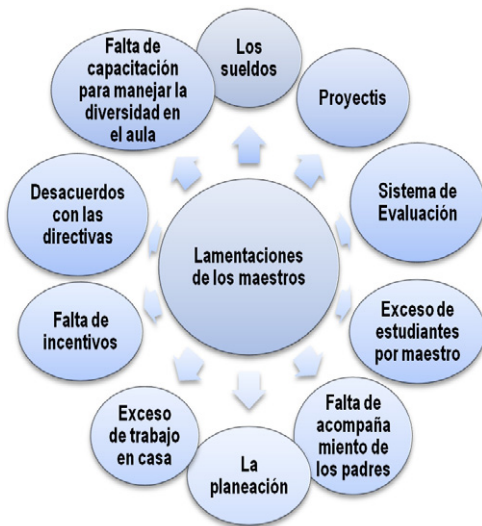 Los
sueldos
Proyectis
Sistema de
Evaluación
Exceso de
estudiantes
por maestro
Falta de
acompaña
miento de
los padres
La
planeación
Exceso
de trabajo
en casa
Falta de
incentivos
Desacuerdos
con las
directivas
Falta de
capacitación
para manejar la
diversidad en
el aula
Lamentaciones
de los maestros